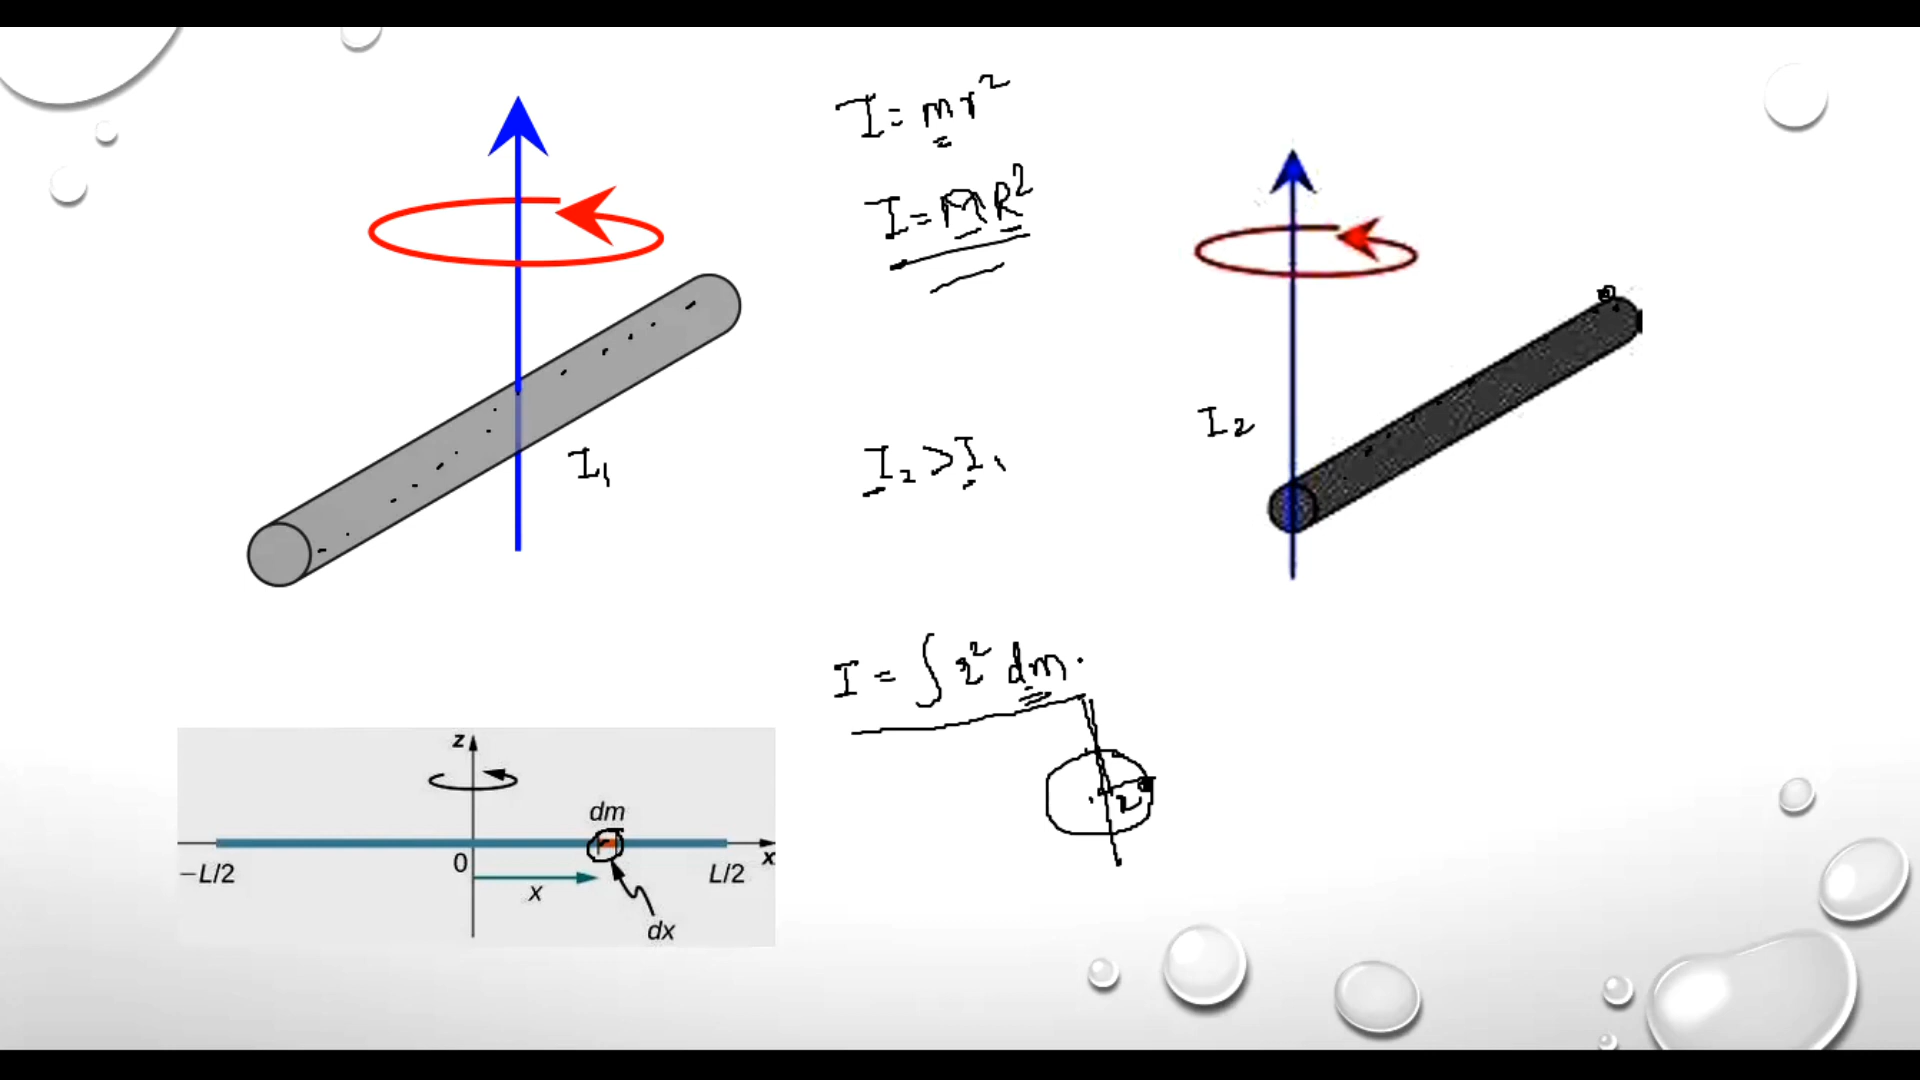 I = mr²
I = MR²
I₁
I₂ > I₁
I₂
I = ∫ r² dm.
r
z
dm
0
x
−L/2
L/2
x
dx